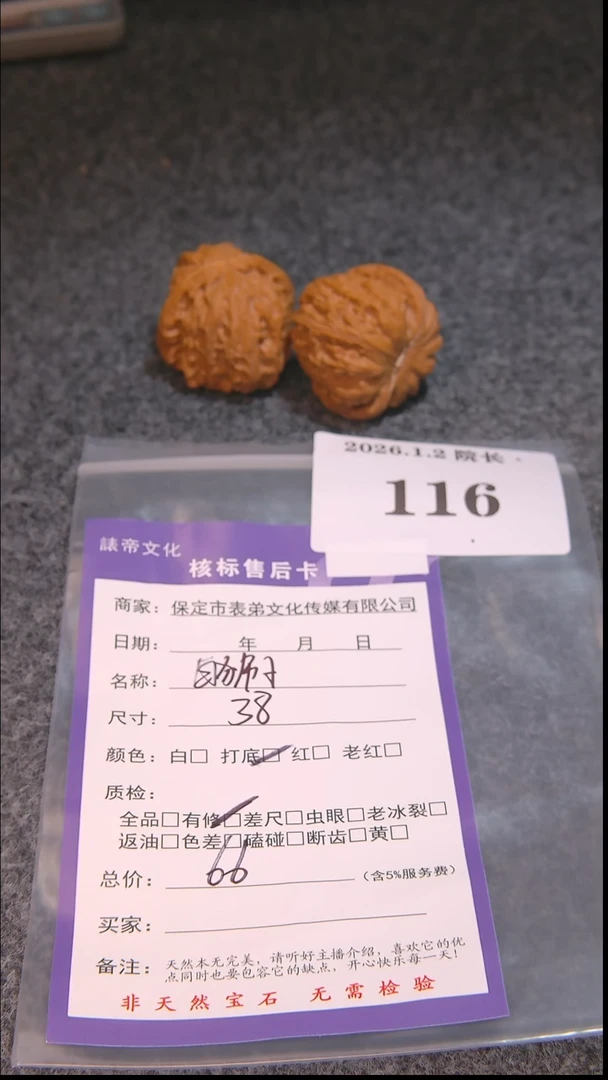 2026.1.2 院长
116
錶帝文化
核标售后卡
商家：保定市表弟文化传媒有限公司
日期： 年 月 日
名称：
尺寸：38
颜色：白□ 打底□ 红□ 老红□
质检：
全品□有修□差尺□虫眼□老冰裂□
返油□色差□磕碰□断齿□黄□
总价：66（含5%服务费）
买家：
备注：天然本无完美，请听好主播介绍，喜欢它的优
点同时也要包容它的缺点，开心快乐每一天！
非天然宝石 无需检验